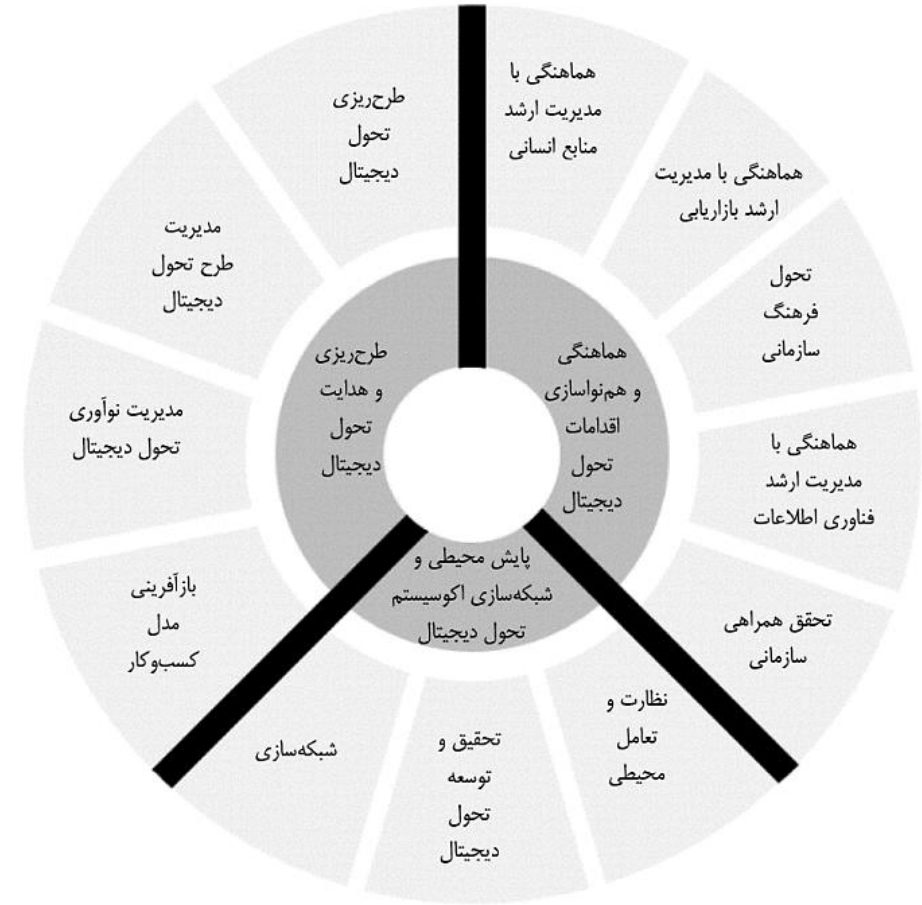 هماهنگی با
مدیریت ارشد
منابع انسانی
هماهنگی با مدیریت
ارشد بازاریابی
تحول
فرهنگ
سازمانی
هماهنگی با
مدیریت ارشد
فناوری اطلاعات
تحقق همراهی
سازمانی
نظارت و
تعامل
محیطی
تحقیق و
توسعه
تحول
دیجیتال
شبکه‌سازی
بازآفرینی
مدل
کسب‌وکار
مدیریت نوآوری
تحول دیجیتال
مدیریت
طرح تحول
دیجیتال
طرح‌ریزی
تحول
دیجیتال
هماهنگی
و هم‌نواسازی
اقدامات
تحول
دیجیتال
پایش محیطی و
شبکه‌سازی اکوسیستم
تحول دیجیتال
طرح‌ریزی
و هدایت
تحول
دیجیتال